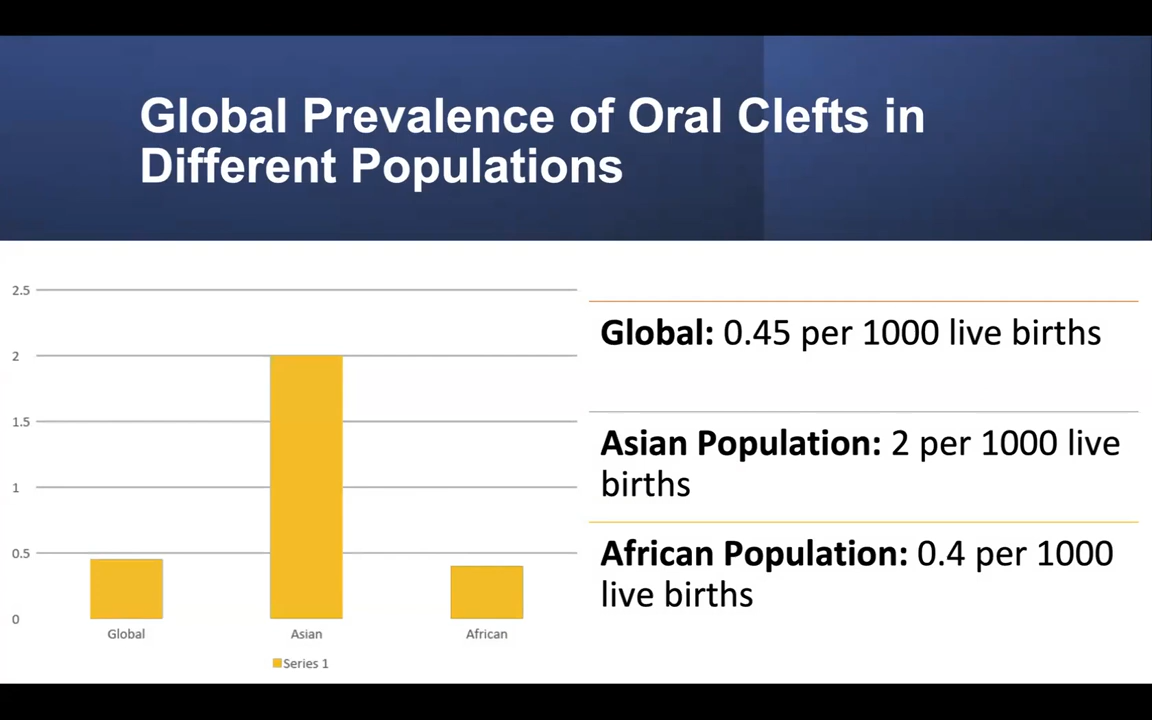 Global Prevalence of Oral Clefts in
Different Populations
2.5
2
1.5
1
0.5
0
Global
Asian
African
Series 1
Global: 0.45 per 1000 live births
Asian Population: 2 per 1000 live
births
African Population: 0.4 per 1000
live births